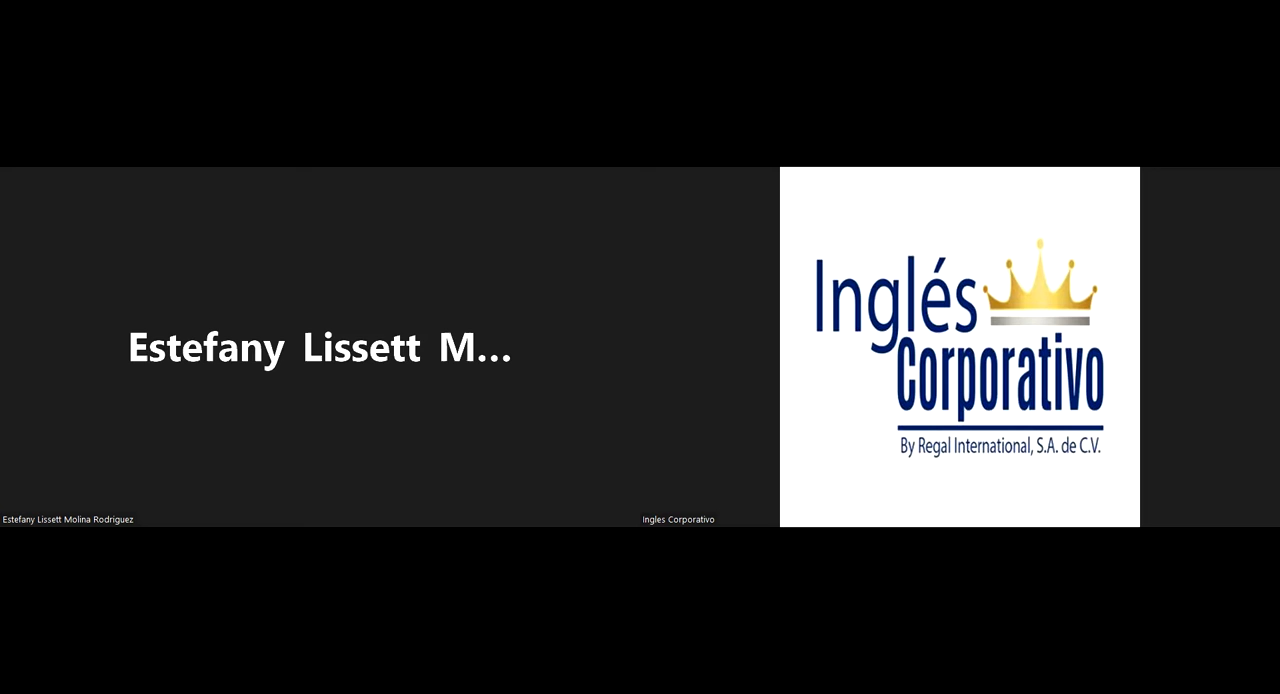 Estefany Lissett M...
Estefany Lissett Molina Rodriguez
Inglés
Corporativo
By Regal International, S.A. de C.V.
Ingles Corporativo